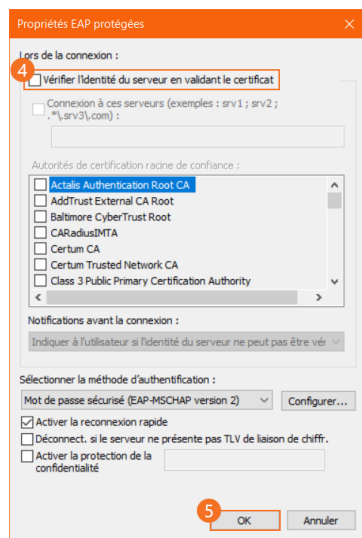 Propriétés EAP protégées
Lors de la connexion :
4
Vérifier l'identité du serveur en validant le certificat
Connexion à ces serveurs (exemples : srv1 ; srv2 ;
.*\.srv3\.com) :
Autorités de certification racine de confiance :
Actalis Authentication Root CA
AddTrust External CA Root
Baltimore CyberTrust Root
CARadiusIMTA
Certum CA
Certum Trusted Network CA
Class 3 Public Primary Certification Authority
Notifications avant la connexion :
Indiquer à l'utilisateur si l'identité du serveur ne peut pas être vér
Sélectionner la méthode d'authentification :
Mot de passe sécurisé (EAP-MSCHAP version 2)
Configurer...
Activer la reconnexion rapide
Déconnect. si le serveur ne présente pas TLV de liaison de chiffr.
Activer la protection de la
confidentialité
5
OK
Annuler